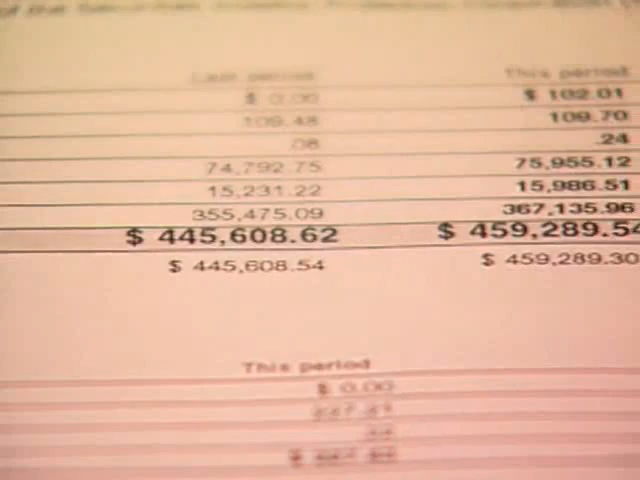 Last period This period
$ 0.00 $ 102.01
109.48 109.70
.08 .24
74,792.75 75,955.12
15,231.22 15,986.51
355,475.09 367,135.96
$ 445,608.62 $ 459,289.54
$ 445,608.54 $ 459,289.30
This period
$ 0.00